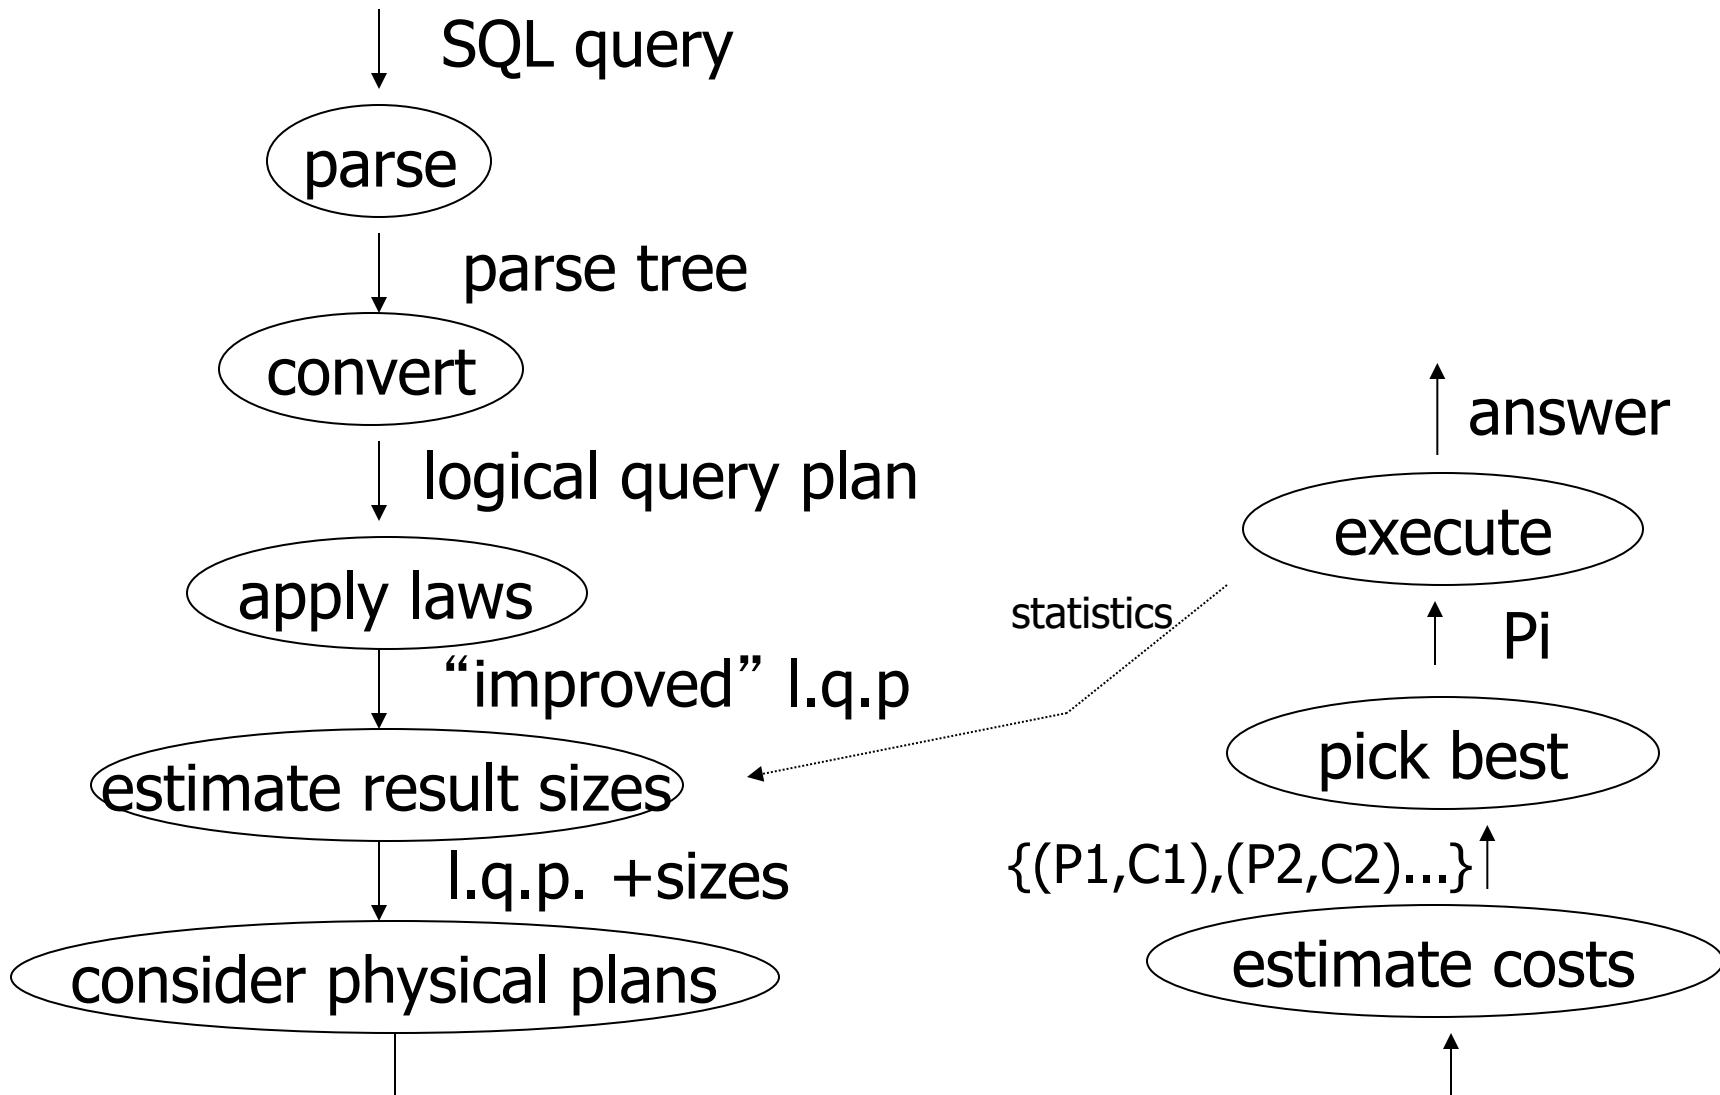 SQL query
parse
parse tree
convert
logical query plan
apply laws
“improved” l.q.p
estimate result sizes
l.q.p. +sizes
consider physical plans
statistics
answer
execute
Pi
pick best
{(P1,C1),(P2,C2)...}
estimate costs